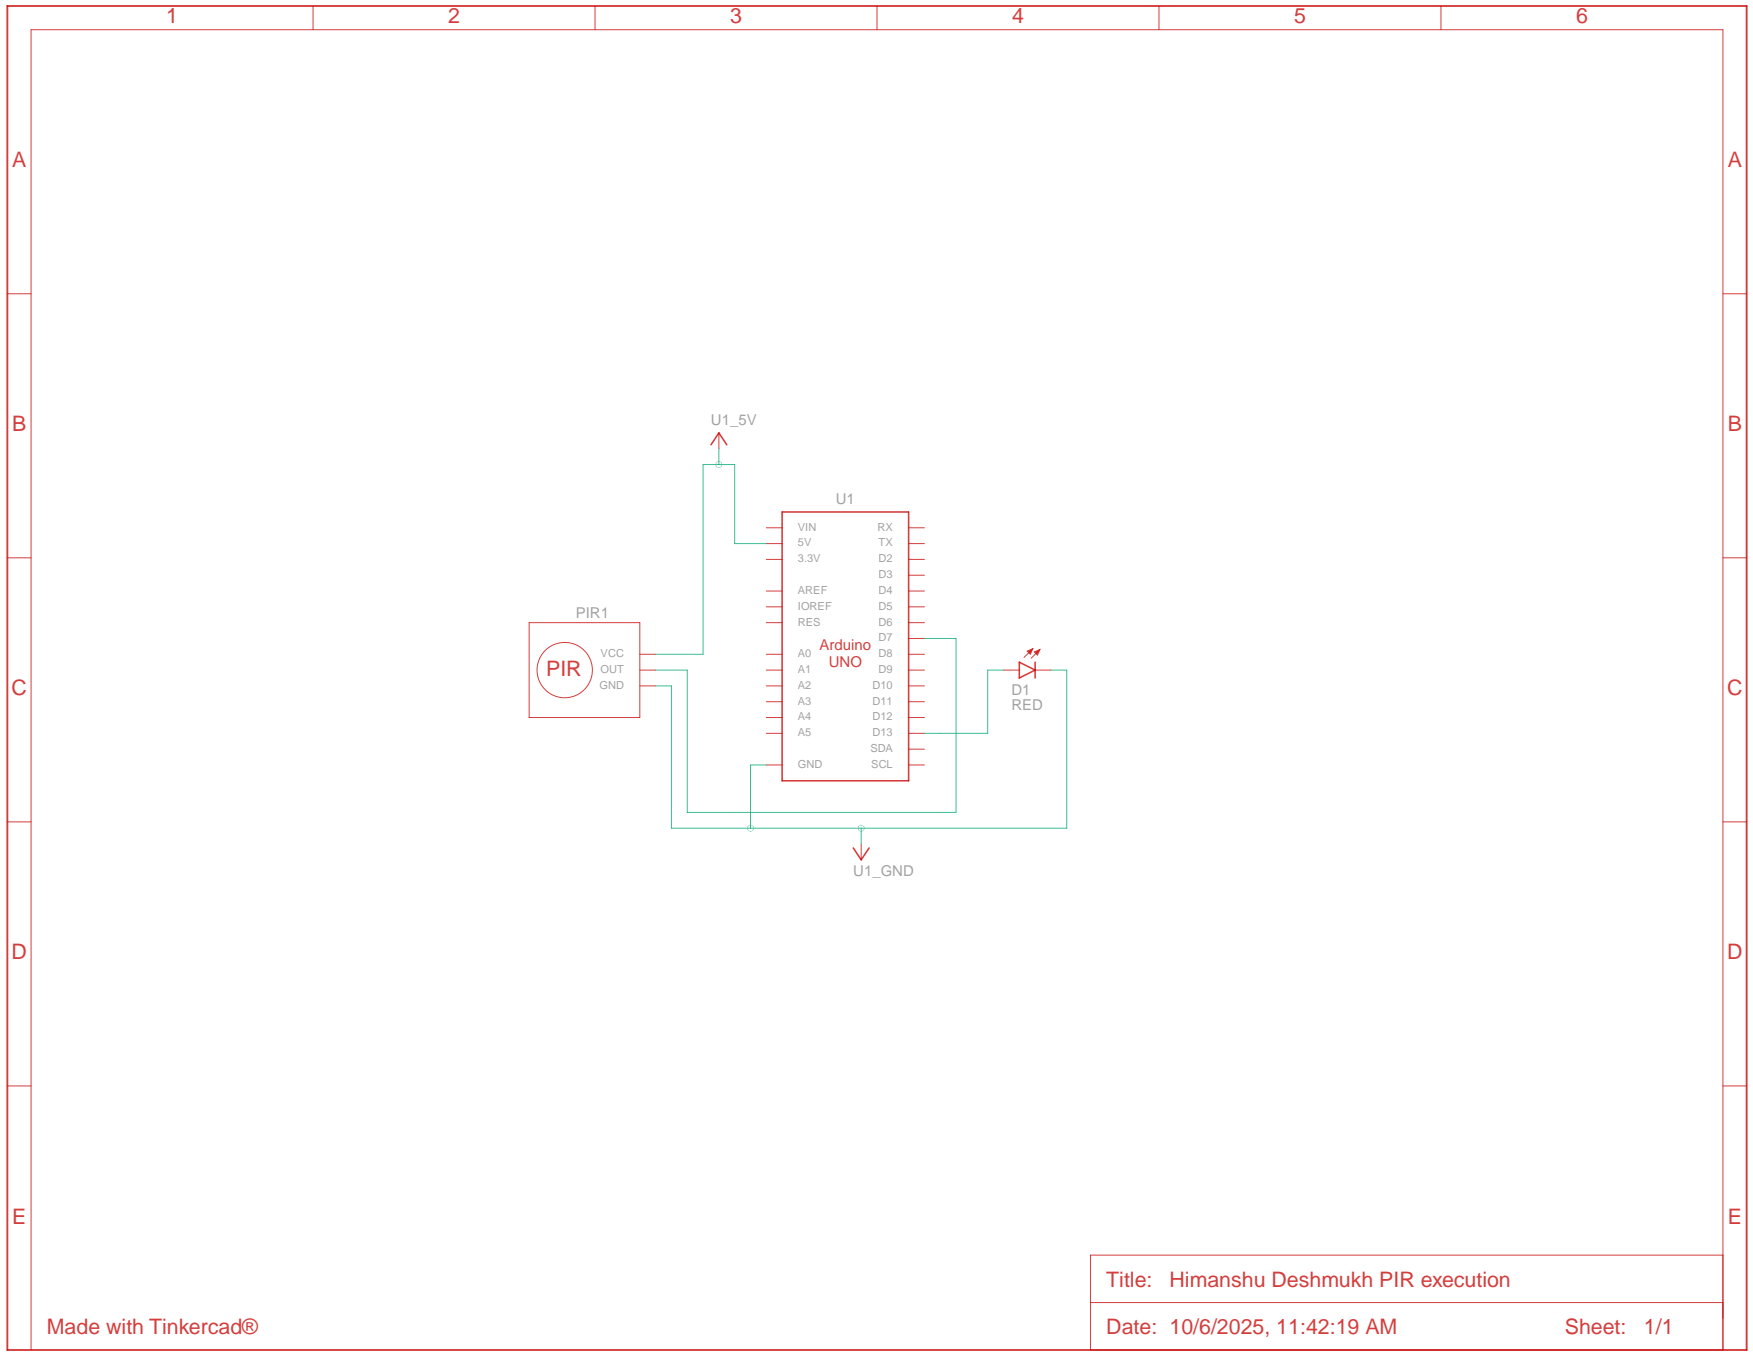 1 2 3 4 5 6
A A
B B
U1_5V
U1
VIN RX
5V TX
3.3V D2
D3
AREF D4
IOREF D5
RES D6
D7
Arduino
UNO
A0 D8
A1 D9
A2 D10
A3 D11
A4 D12
A5 D13
SDA
GND SCL
PIR1
PIR
VCC
OUT
GND
D1
RED
C C
U1_GND
D D
E E
Title: Himanshu Deshmukh PIR execution
Made with Tinkercad®
Date: 10/6/2025, 11:42:19 AM Sheet: 1/1